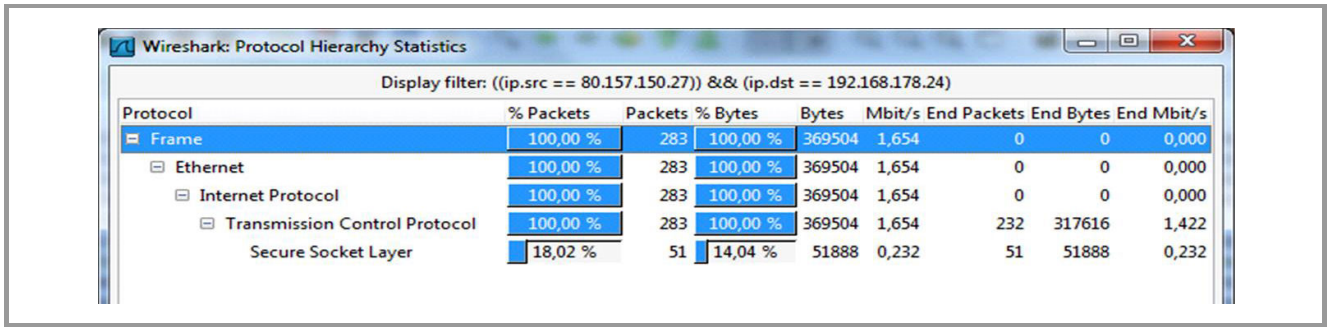 Wireshark: Protocol Hierarchy Statistics
Display filter: ((ip.src == 80.157.150.27)) && (ip.dst == 192.168.178.24)
Protocol % Packets Packets % Bytes Bytes Mbit/s End Packets End Bytes End Mbit/s
Frame 100,00 % 283 100,00 % 369504 1,654 0 0 0,000
Ethernet 100,00 % 283 100,00 % 369504 1,654 0 0 0,000
Internet Protocol 100,00 % 283 100,00 % 369504 1,654 0 0 0,000
Transmission Control Protocol 100,00 % 283 100,00 % 369504 1,654 232 317616 1,422
Secure Socket Layer 18,02 % 51 14,04 % 51888 0,232 51 51888 0,232